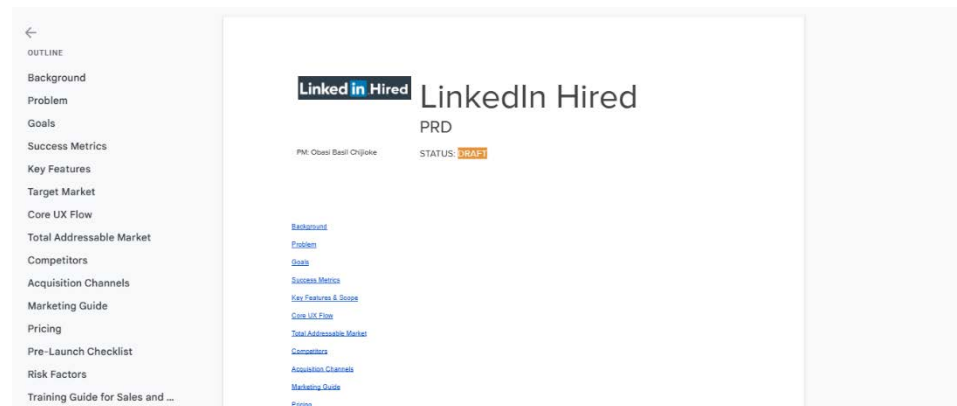 OUTLINE
Background
Problem
Goals
Success Metrics
Key Features
Target Market
Core UX Flow
Total Addressable Market
Competitors
Acquisition Channels
Marketing Guide
Pricing
Pre-Launch Checklist
Risk Factors
Training Guide for Sales and ...
Linked in Hired
LinkedIn Hired
PRD
PM: Obasi Basil Chijioke
STATUS: DRAFT
Background
Problem
Goals
Success Metrics
Key Features & Scope
Core UX Flow
Total Addressable Market
Competitors
Acquisition Channels
Marketing Guide
Pricing